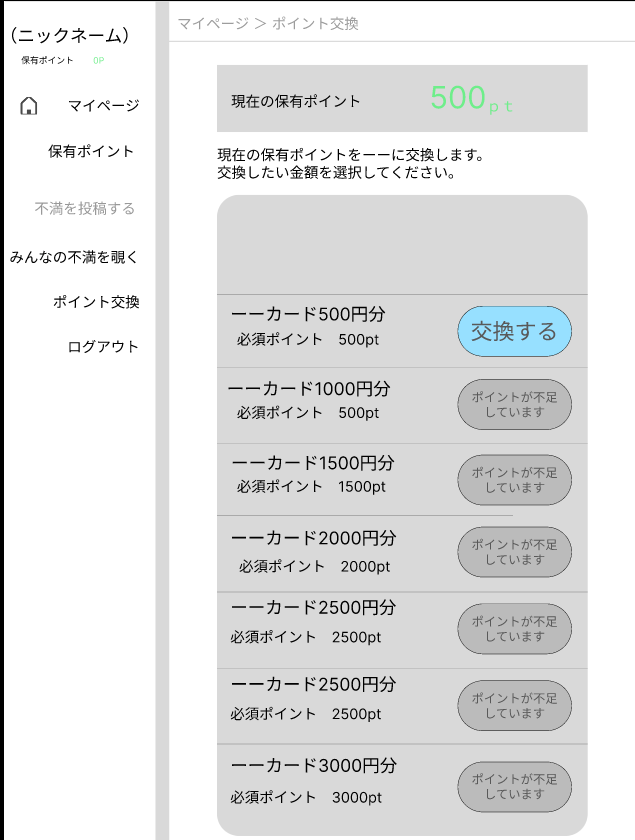 （ニックネーム）
保有ポイント 0P
マイページ
保有ポイント
不満を投稿する
みんなの不満を覗く
ポイント交換
ログアウト
マイページ ＞ ポイント交換
現在の保有ポイント 500pt
現在の保有ポイントをーーに交換します。
交換したい金額を選択してください。
ーーカード500円分
必須ポイント 500pt
交換する
ーーカード1000円分
必須ポイント 500pt
ポイントが不足
しています
ーーカード1500円分
必須ポイント 1500pt
ポイントが不足
しています
ーーカード2000円分
必須ポイント 2000pt
ポイントが不足
しています
ーーカード2500円分
必須ポイント 2500pt
ポイントが不足
しています
ーーカード2500円分
必須ポイント 2500pt
ポイントが不足
しています
ーーカード3000円分
必須ポイント 3000pt
ポイントが不足
しています